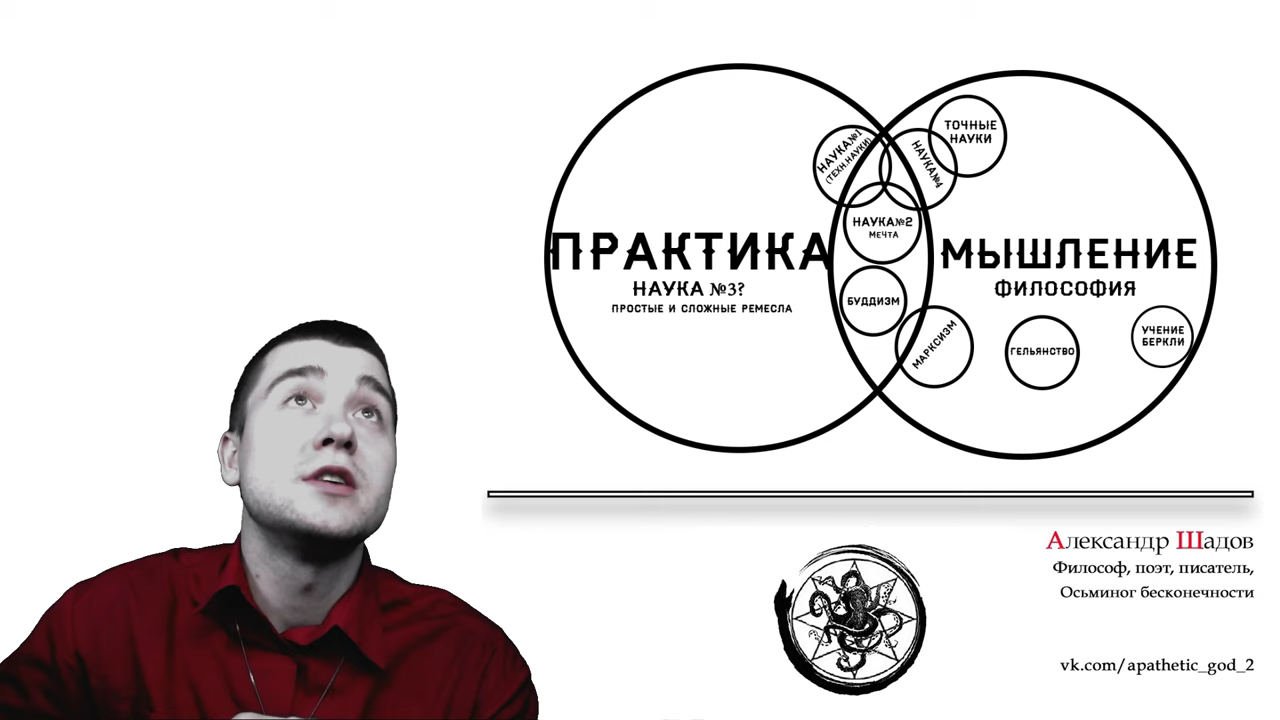 ТОЧНЫЕ
НАУКИ
НАУКА№1
(ТЕХН.НАУКИ)
НАУКА№4
НАУКА№2
МЕЧТА
ПРАКТИКА
НАУКА №3?
ПРОСТЫЕ И СЛОЖНЫЕ РЕМЕСЛА
МЫШЛЕНИЕ
ФИЛОСОФИЯ
БУДДИЗМ
МАРКСИЗМ
ГЕЛЬЯНСТВО
УЧЕНИЕ
БЕРКЛИ
Александр Шадов
Философ, поэт, писатель,
Осьминог бесконечности
vk.com/apathetic_god_2